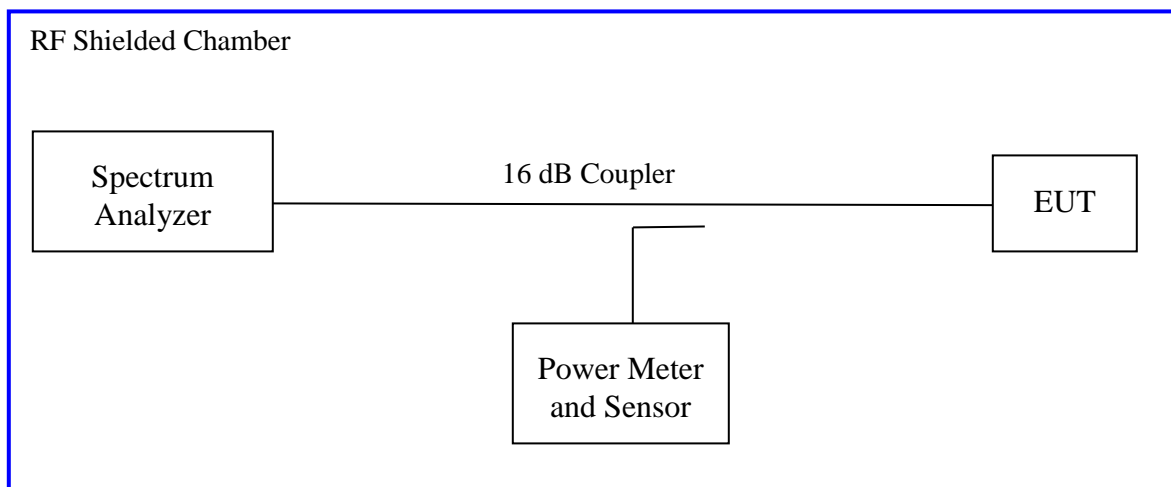 RF Shielded Chamber
Spectrum
Analyzer
16 dB Coupler
EUT
Power Meter
and Sensor